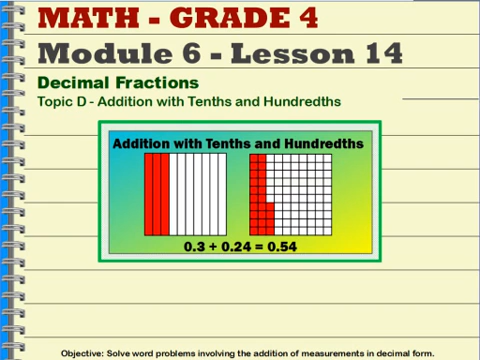 MATH - GRADE 4
Module 6 - Lesson 14
Decimal Fractions
Topic D - Addition with Tenths and Hundredths
Addition with Tenths and Hundredths
0.3 + 0.24 = 0.54
Objective: Solve word problems involving the addition of measurements in decimal form.